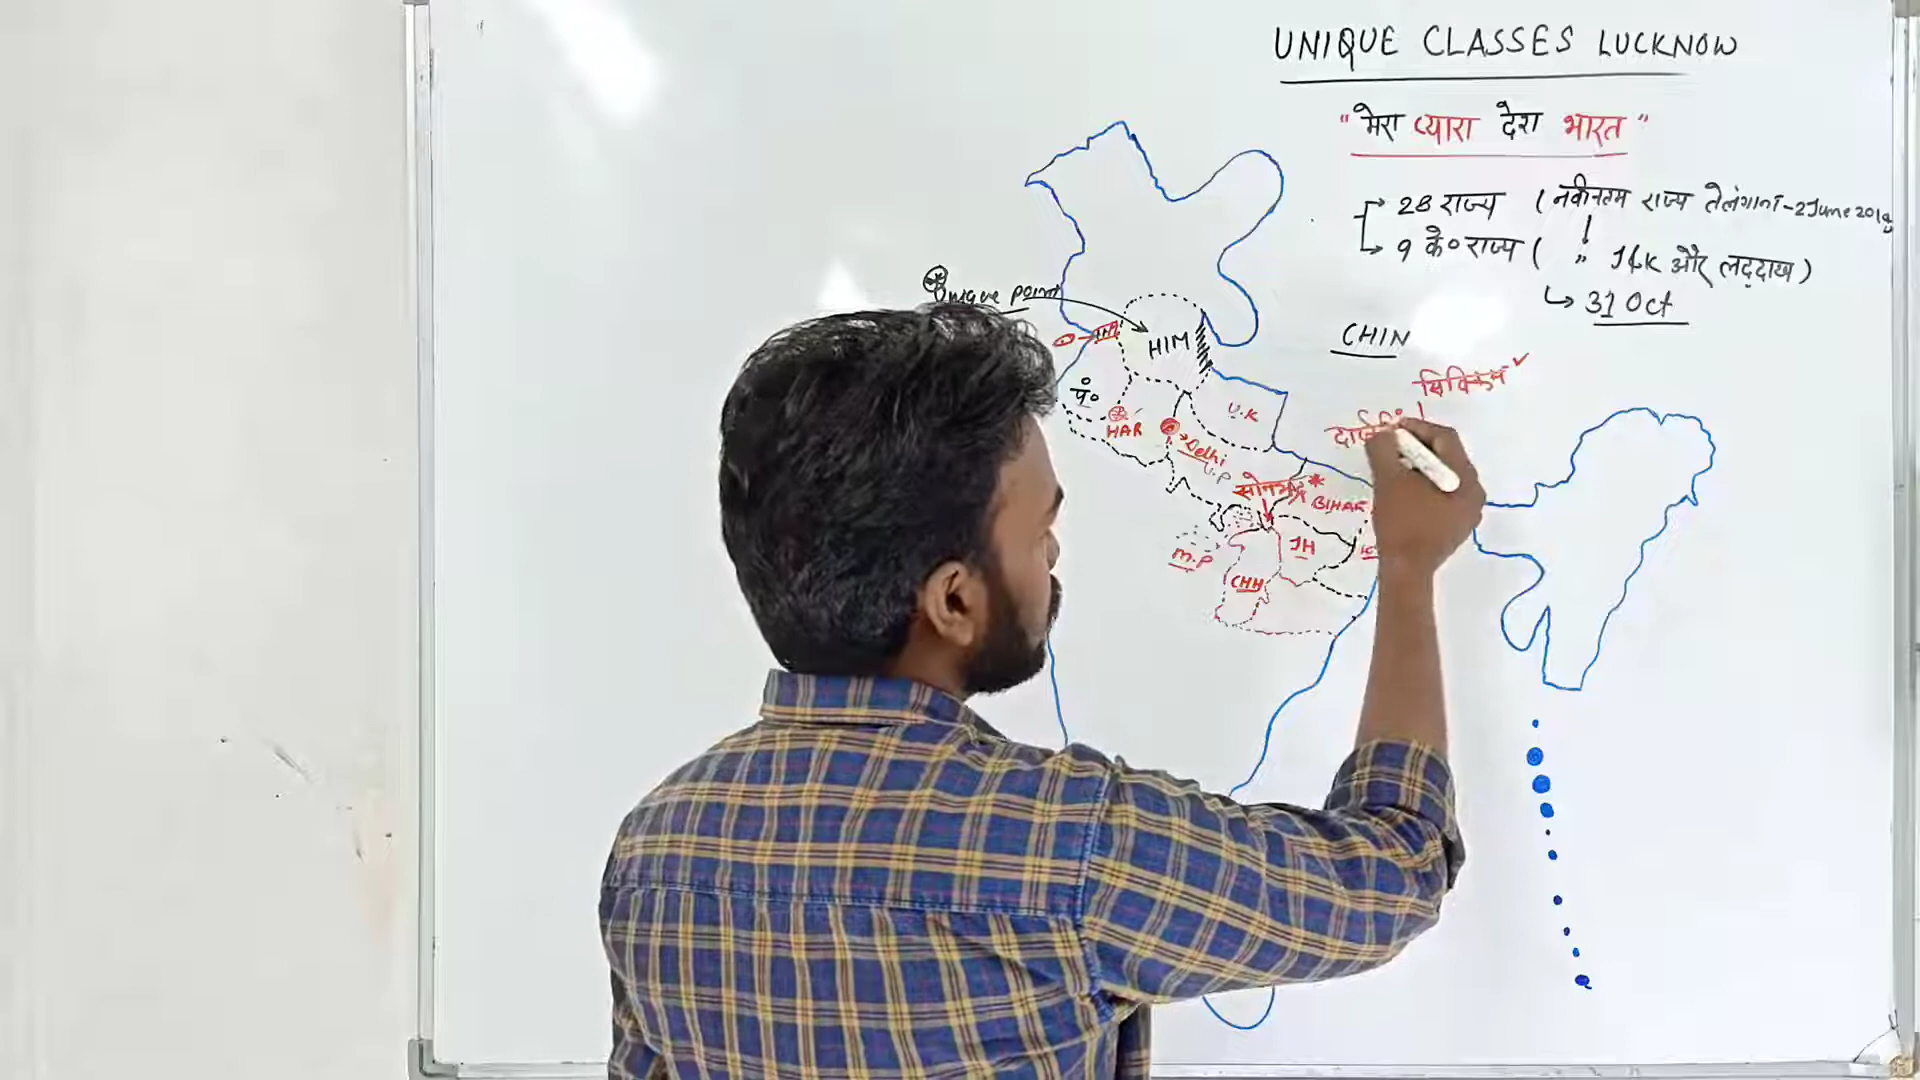 UNIQUE CLASSES LUCKNOW
"मेरा प्यारा देश भारत"
28 राज्य ( नवीनतम राज्य तेलंगाना - 2 June 2014
9 के० राज्य ( " J&K और लद्दाख )
31 Oct
Unique point
CHIN
HIM
सिक्किम
पं०
U.K
HAR
Delhi
U.P
सोनभद्र *
BIHAR
M.P
JH
CHH